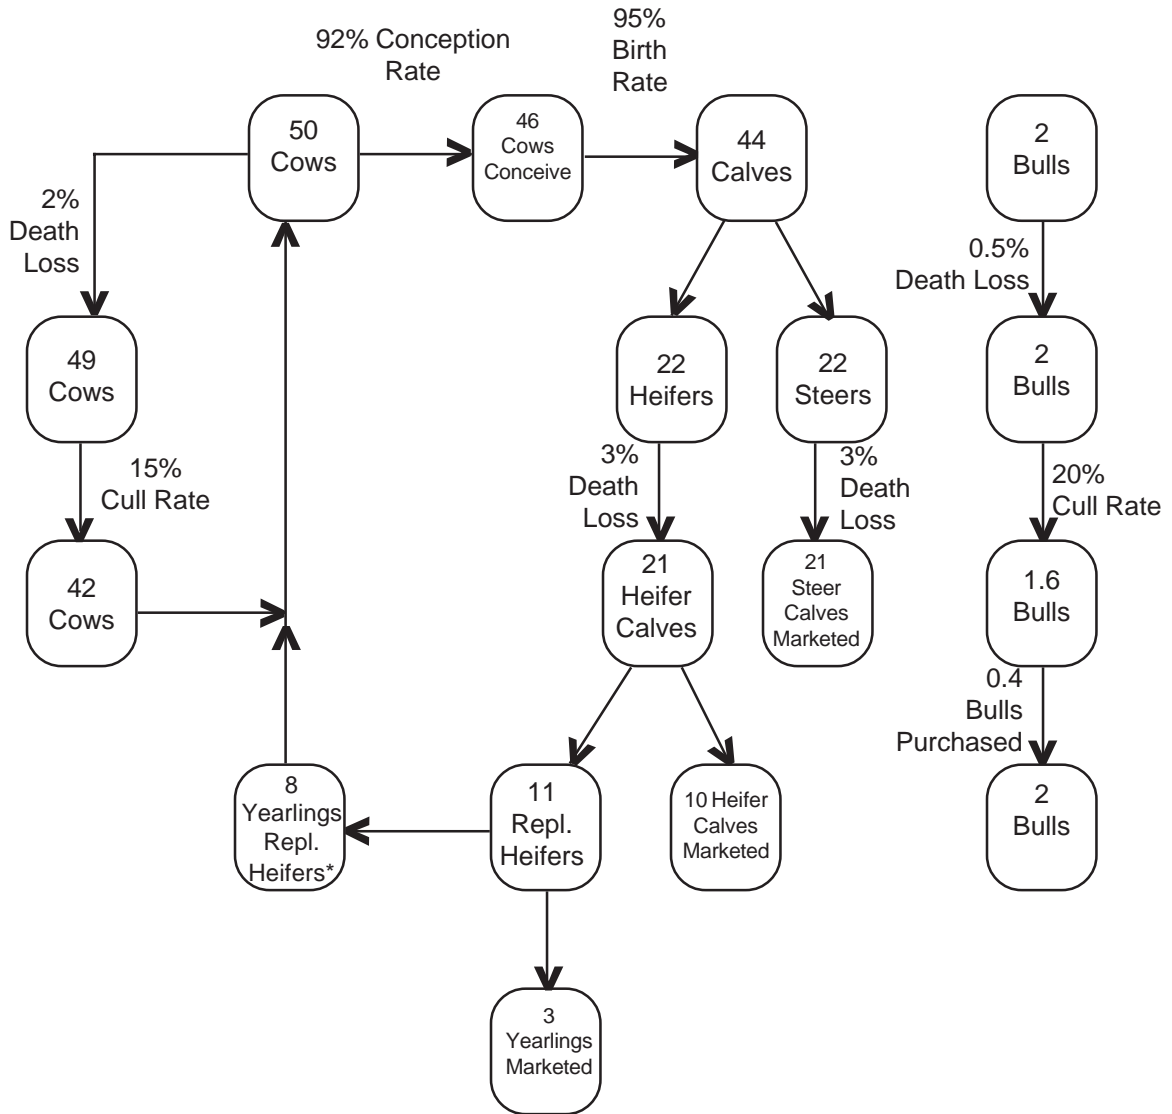 92% Conception
Rate
95%
Birth
Rate
50
Cows
46
Cows
Conceive
44
Calves
2
Bulls
2%
Death
Loss
0.5%
Death Loss
49
Cows
22
Heifers
22
Steers
2
Bulls
15%
Cull Rate
3%
Death
Loss
3%
Death
Loss
20%
Cull Rate
42
Cows
21
Heifer
Calves
21
Steer
Calves
Marketed
1.6
Bulls
0.4
Bulls
Purchased
8
Yearlings
Repl.
Heifers*
11
Repl.
Heifers
10 Heifer
Calves
Marketed
2
Bulls
3
Yearlings
Marketed